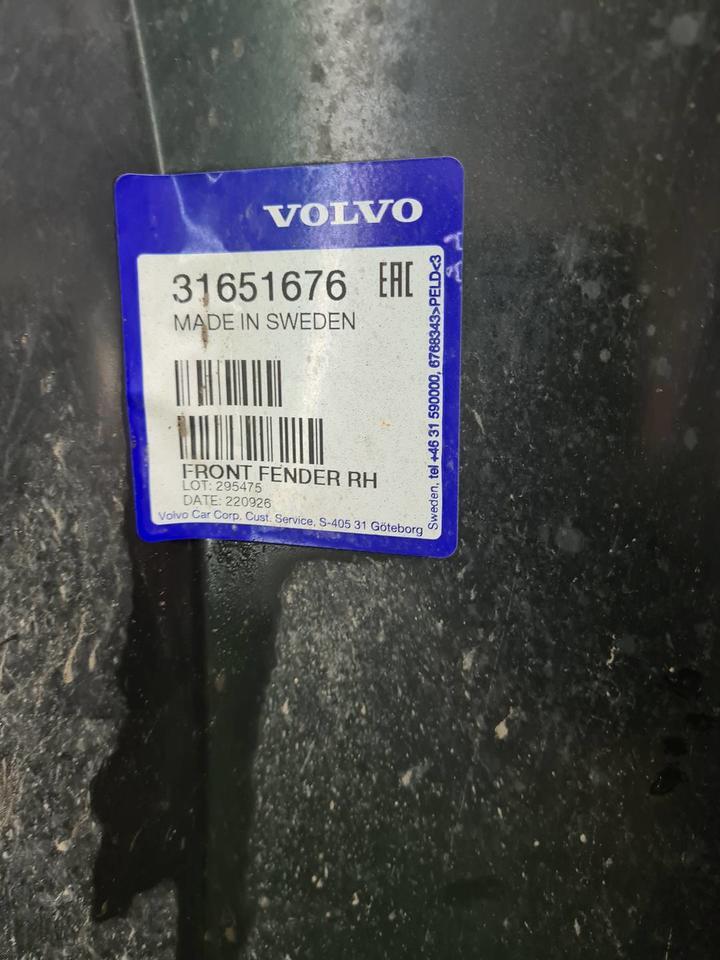 VOLVO
31651676 EAC
MADE IN SWEDEN
FRONT FENDER RH
LOT: 295475
DATE: 220926
Volvo Car Corp. Cust. Service, S-405 31 Göteborg
Sweden, tel +46 31 590000, 6768343>PELD<3